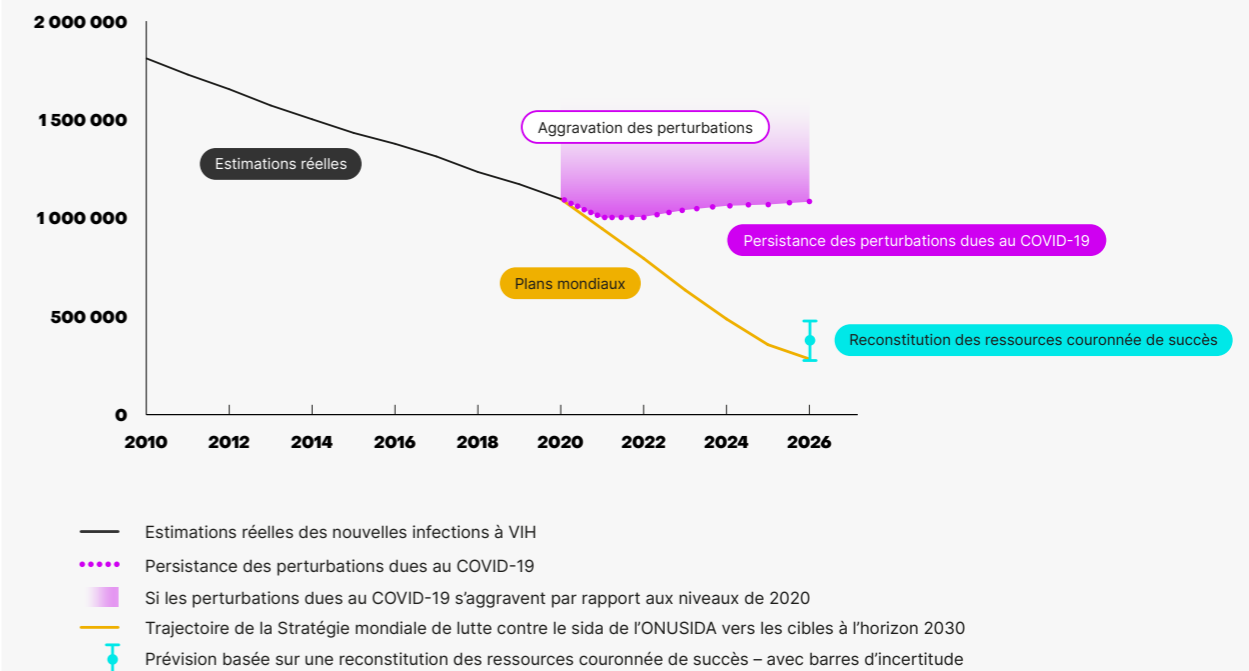 2 000 000
1 500 000
Aggravation des perturbations
Estimations réelles
1 000 000
Persistance des perturbations dues au COVID-19
Plans mondiaux
500 000
Reconstitution des ressources couronnée de succès
0
2010 2012 2014 2016 2018 2020 2022 2024 2026
Estimations réelles des nouvelles infections à VIH
Persistance des perturbations dues au COVID-19
Si les perturbations dues au COVID-19 s’aggravent par rapport aux niveaux de 2020
Trajectoire de la Stratégie mondiale de lutte contre le sida de l’ONUSIDA vers les cibles à l’horizon 2030
Prévision basée sur une reconstitution des ressources couronnée de succès – avec barres d’incertitude